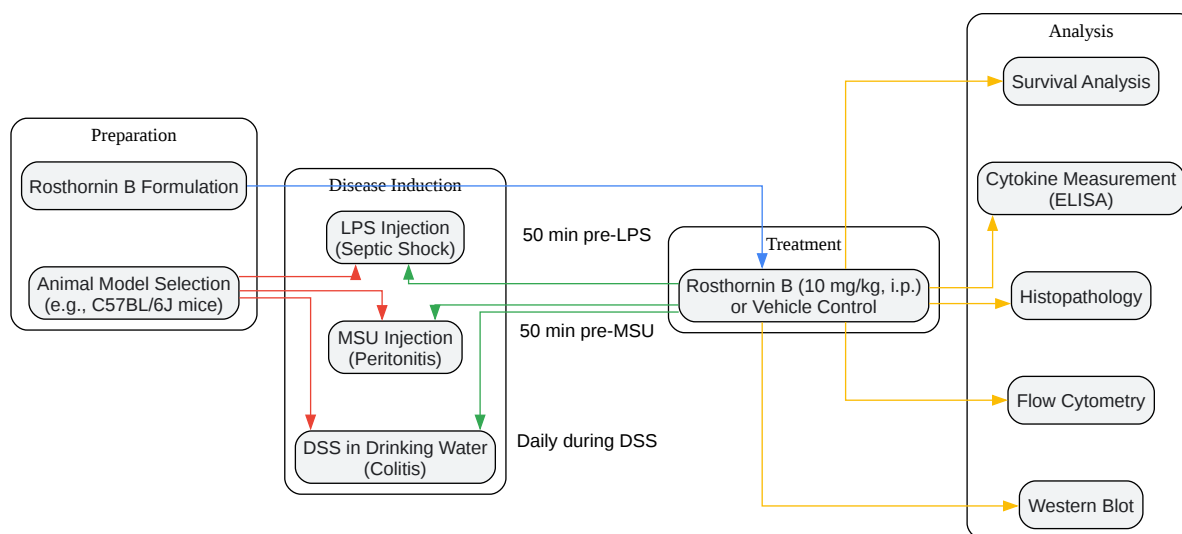 Preparation
Rosthornin B Formulation
Animal Model Selection
(e.g., C57BL/6J mice)
Disease Induction
LPS Injection
(Septic Shock)
MSU Injection
(Peritonitis)
DSS in Drinking Water
(Colitis)
50 min pre-LPS
50 min pre-MSU
Daily during DSS
Treatment
Rosthornin B (10 mg/kg, i.p.)
or Vehicle Control
Analysis
Survival Analysis
Cytokine Measurement
(ELISA)
Histopathology
Flow Cytometry
Western Blot